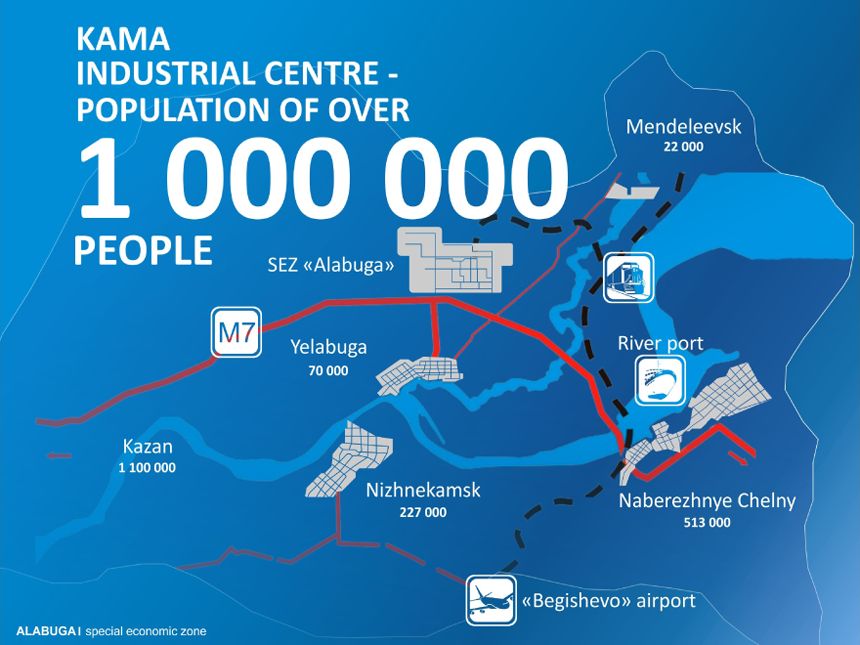 KAMA
INDUSTRIAL CENTRE -
POPULATION OF OVER
1 000 000
PEOPLE
Mendeleevsk
22 000
SEZ «Alabuga»
M7
Yelabuga
70 000
River port
Kazan
1 100 000
Nizhnekamsk
227 000
Naberezhnye Chelny
513 000
«Begishevo» airport
ALABUGA | special economic zone